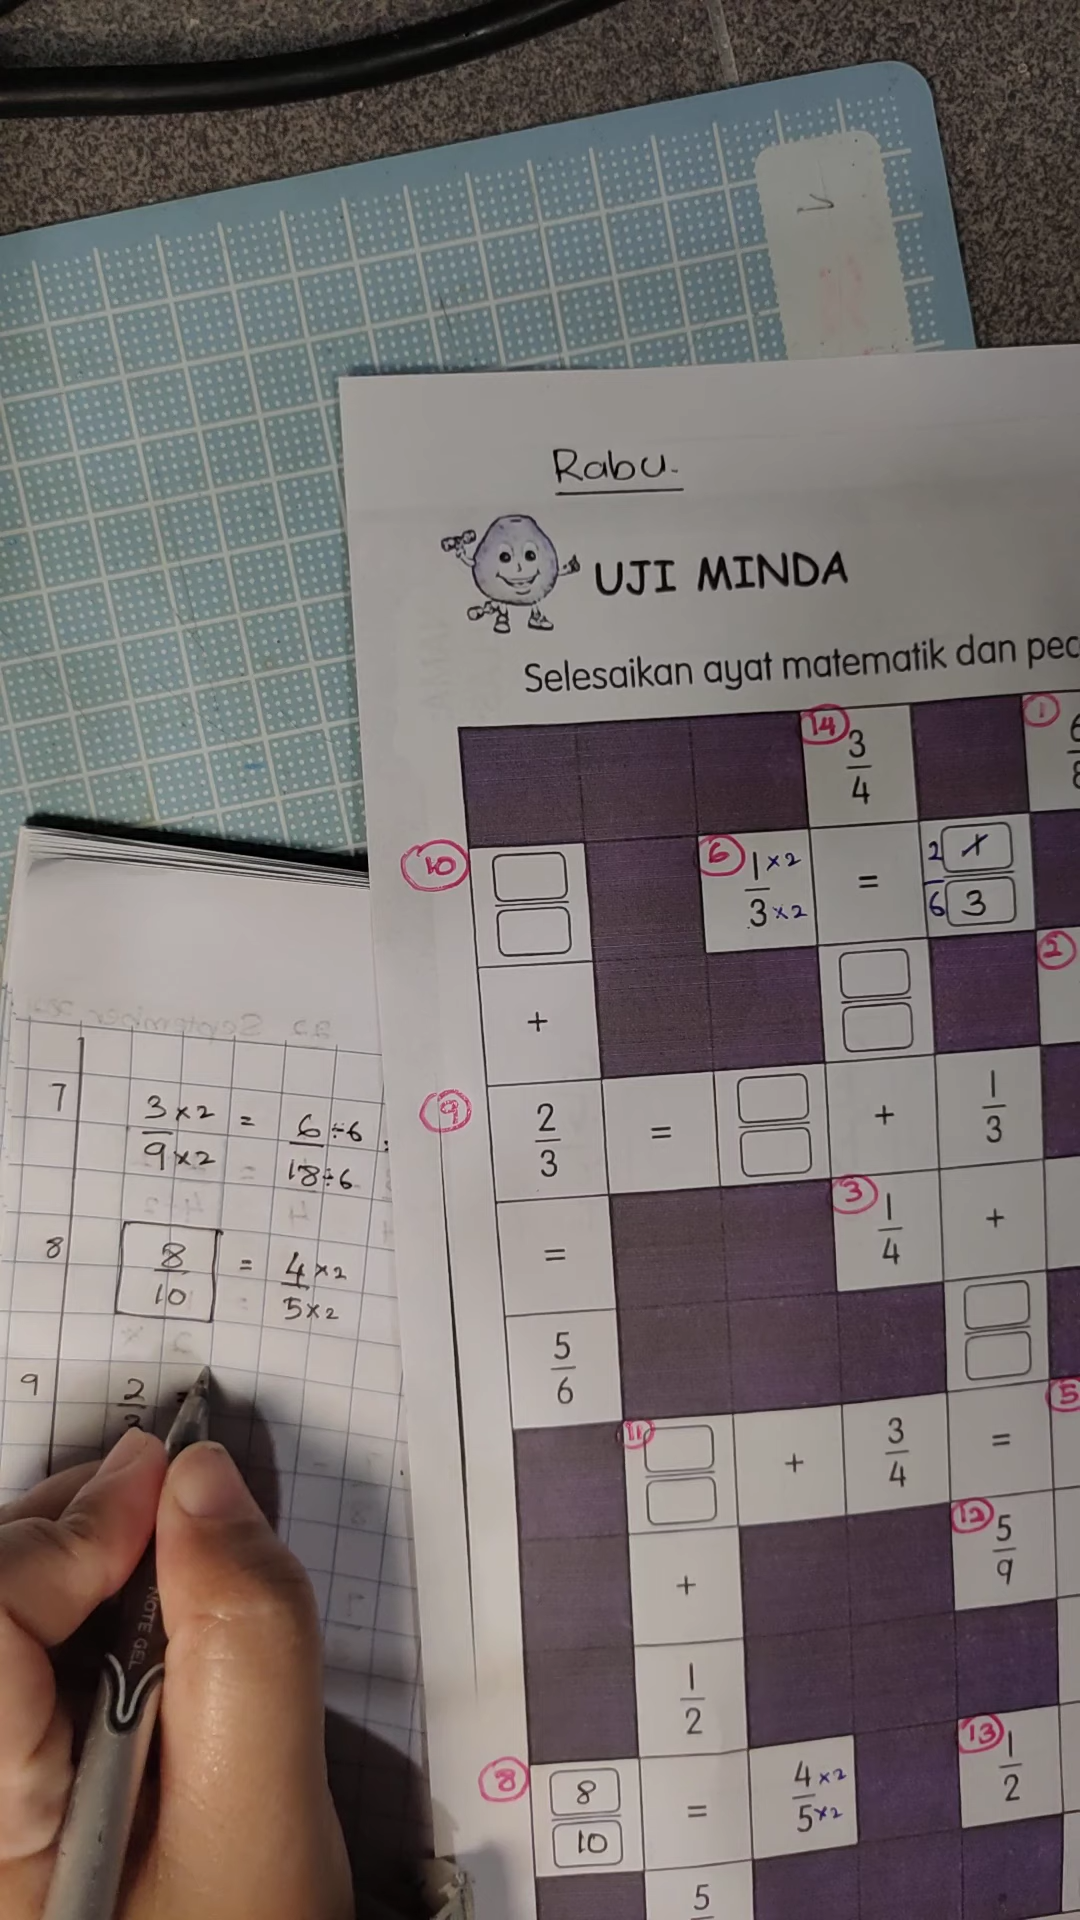 Rabu.
UJI MINDA
Selesaikan ayat matematik dan
14 3/4
1
10
6 1/3 ×2 ×2 = 2/6 3
2
+
9 2/3 = + 1/3
3 1/4 +
=
5/6
5
11 + 3/4 =
+
12 5/9
1/2
13 1/2
8 8/10 = 4/5 ×2 ×2
5
7 3×2/9×2 = 6÷6/18÷6
8 8/10 = 4×2/5×2
9 2
NOTE GEL